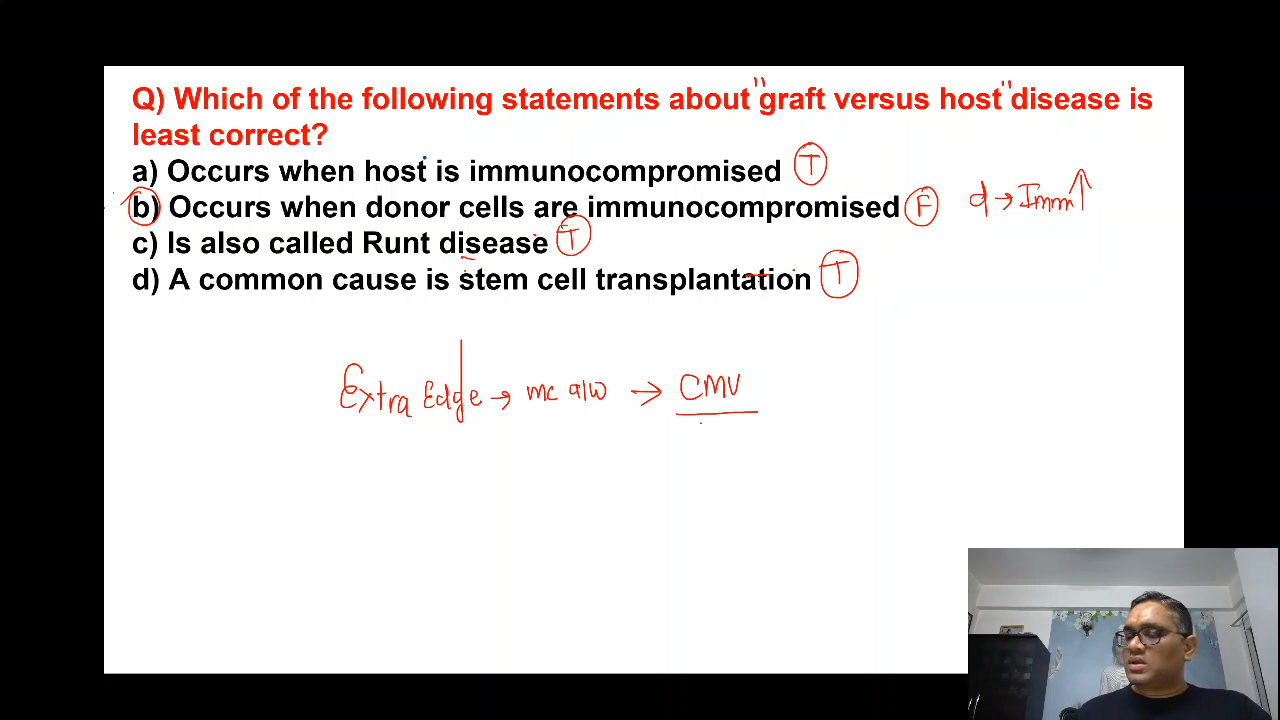 Q) Which of the following statements about "graft versus host" disease is
least correct?
a) Occurs when host is immunocompromised T
b) Occurs when donor cells are immunocompromised F d → Imm↑
c) Is also called Runt disease T
d) A common cause is stem cell transplantation T
Extra Edge → mc a/w → CMV